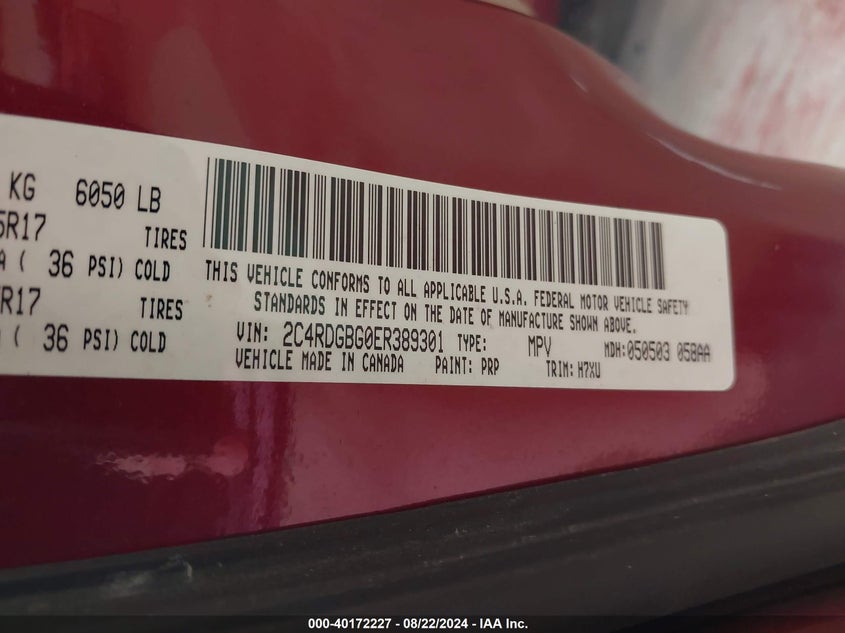 KG 6050 LB
5R17 TIRES
( 36 PSI) COLD
R17 TIRES
( 36 PSI) COLD
THIS VEHICLE CONFORMS TO ALL APPLICABLE U.S.A. FEDERAL MOTOR VEHICLE SAFETY
STANDARDS IN EFFECT ON THE DATE OF MANUFACTURE SHOWN ABOVE.
VIN: 2C4RDGBG0ER389301 TYPE: MPV MDH:050503 058AA
VEHICLE MADE IN CANADA PAINT: PRP TRIM: H7XU
000-40172227 - 08/22/2024 - IAA Inc.